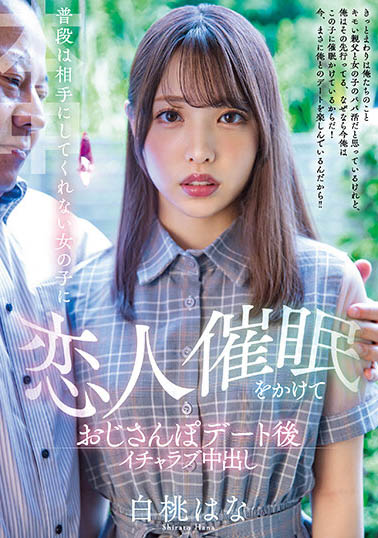 きっとまわりは俺たちのこと
キモい親父と女の子のパパ活だと思っているけれど、
俺はその先行ってる、なぜなら今俺は
この子に催眠かけているからだ！
今、まさに俺とのデートを楽しんでいるんだから!!
普段は相手にしてくれない女の子に
恋人催眠をかけて
おじさんぽデート後
イチャラブ中出し
白桃はな
Shirato Hana